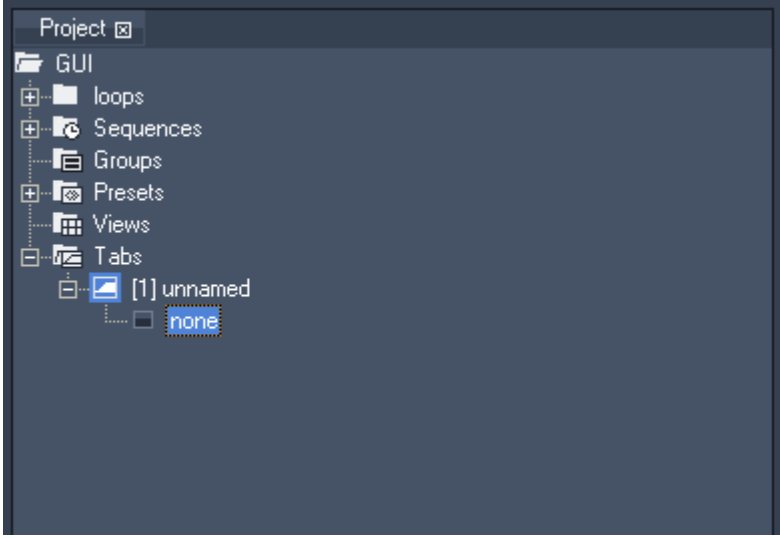 Project
GUI
loops
Sequences
Groups
Presets
Views
Tabs
[1] unnamed
none